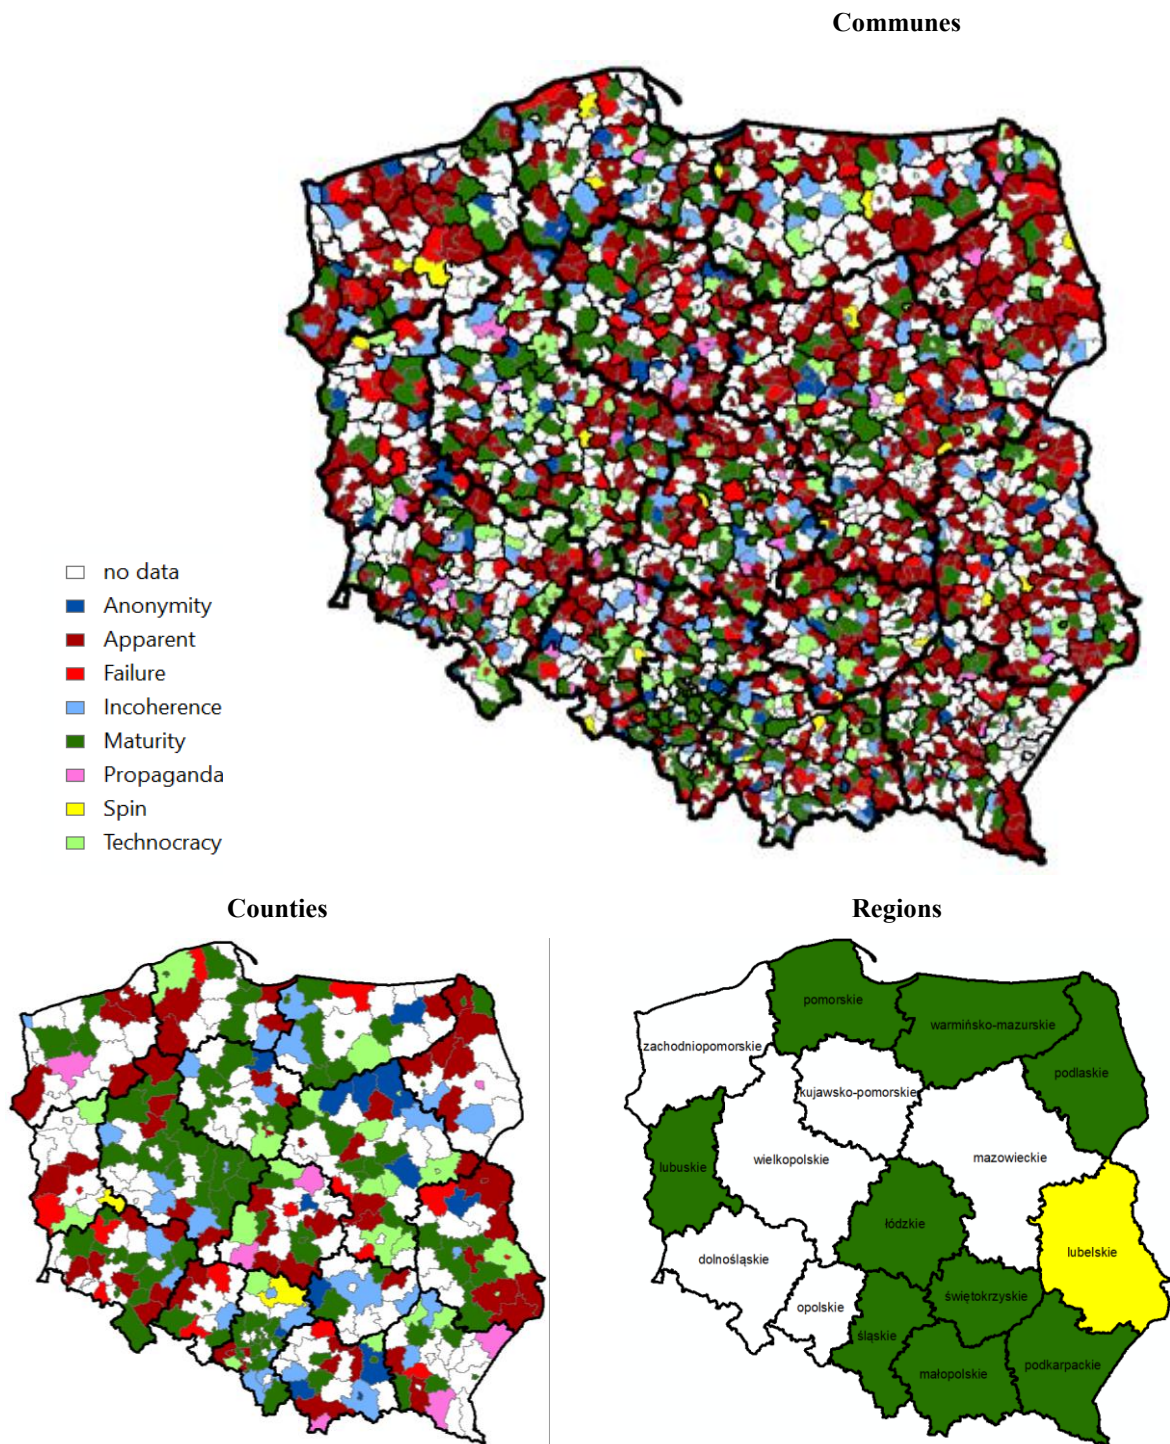 Communes
no data
Anonymity
Apparent
Failure
Incoherence
Maturity
Propaganda
Spin
Technocracy
Counties
Regions
pomorskie
warmińsko-mazurskie
zachodniopomorskie
podlaskie
kujawsko-pomorskie
lubuskie
wielkopolskie
mazowieckie
łódzkie
lubelskie
dolnośląskie
opolskie
świętokrzyskie
śląskie
małopolskie
podkarpackie